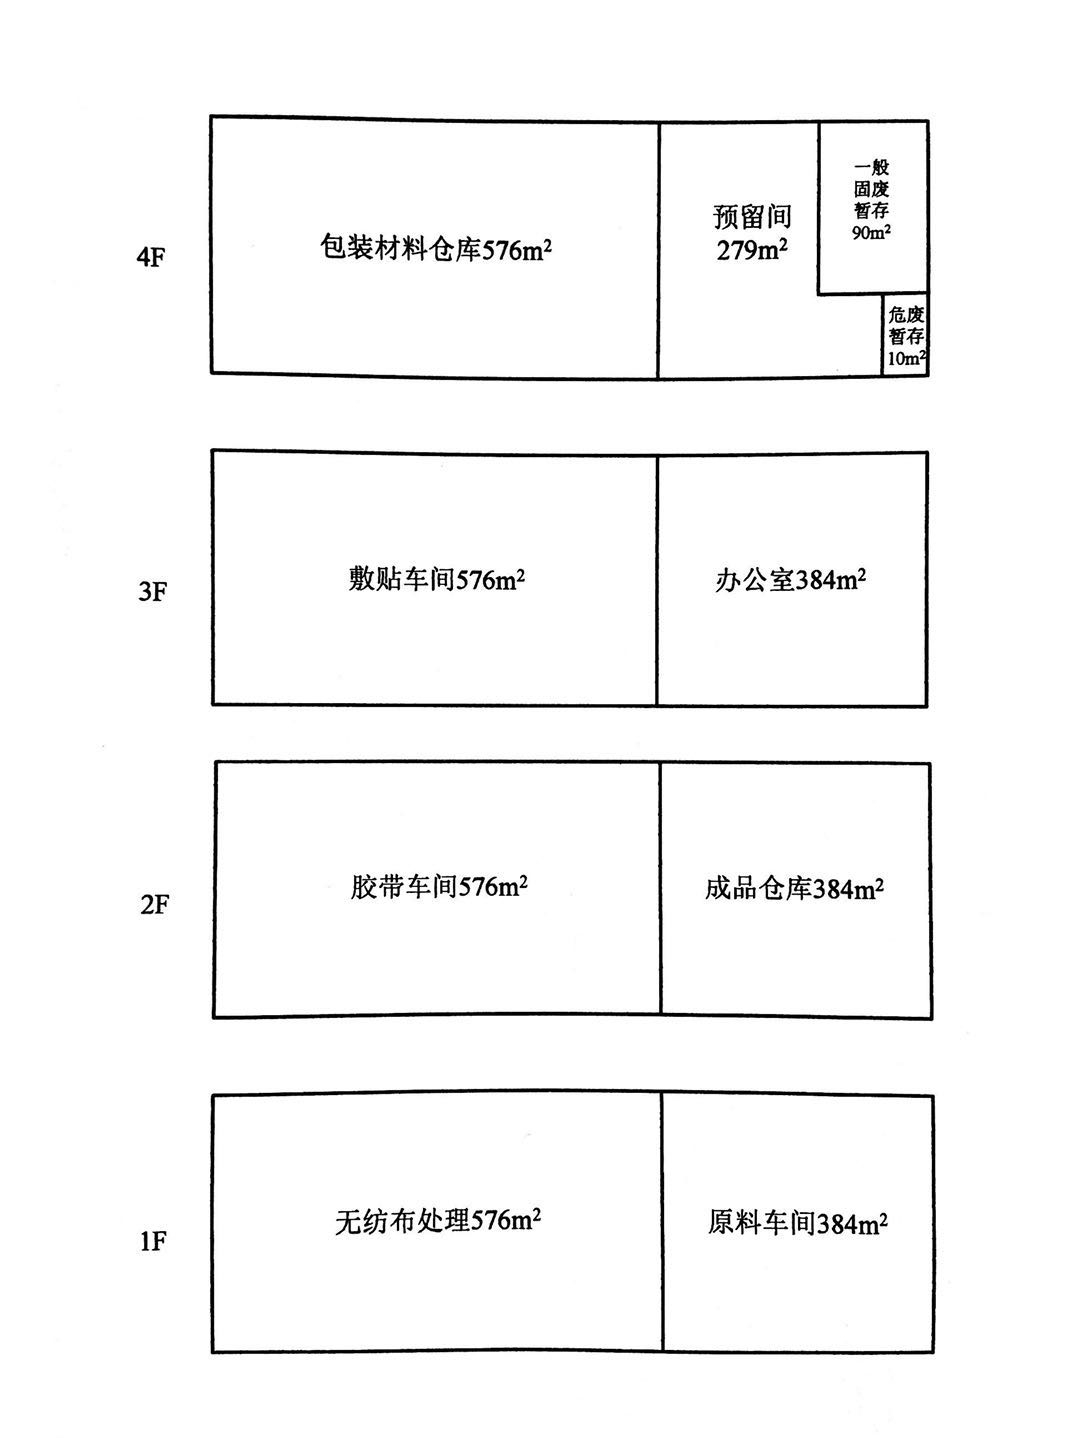 4F
包装材料仓库576m²
预留间
279m²
一般
固废
暂存
90m²
危废
暂存
10m²
3F
敷贴车间576m²
办公室384m²
2F
胶带车间576m²
成品仓库384m²
1F
无纺布处理576m²
原料车间384m²